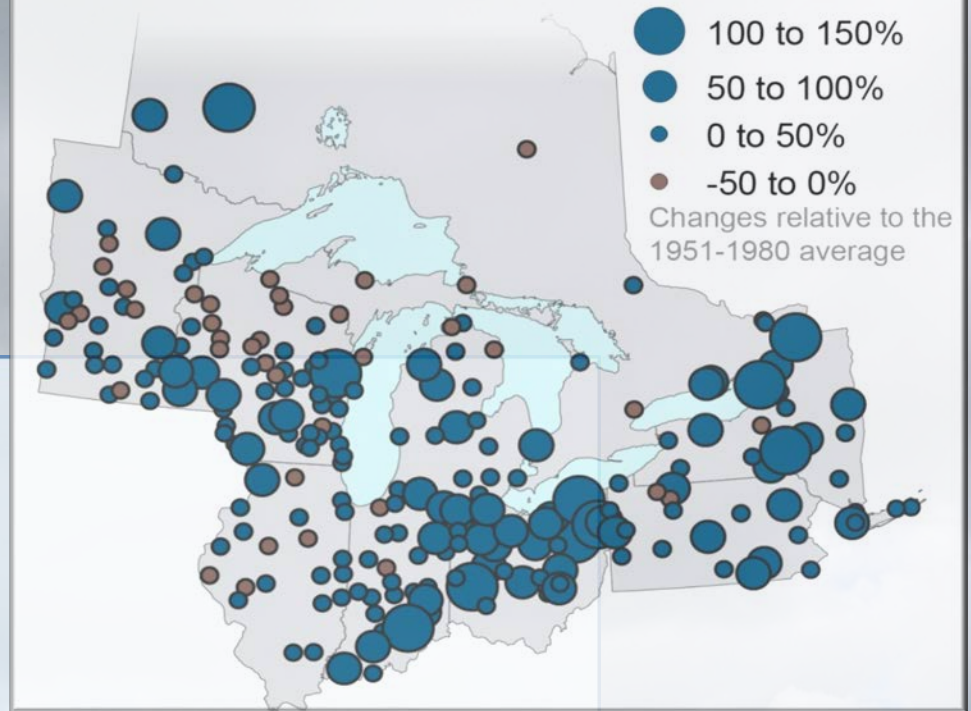 100 to 150%
50 to 100%
0 to 50%
-50 to 0%
Changes relative to the
1951-1980 average